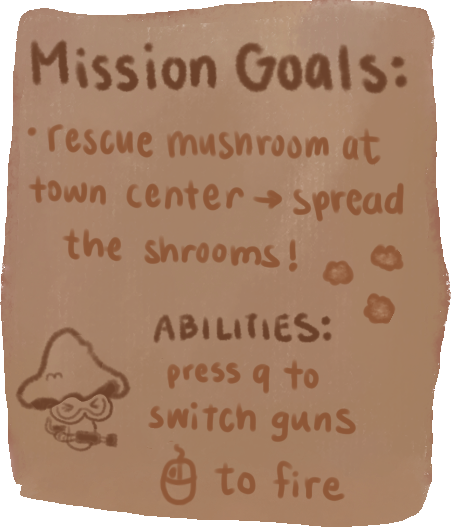 Mission Goals:
• rescue mushroom at
town center → spread
the shrooms!
ABILITIES:
press q to
switch guns
to fire